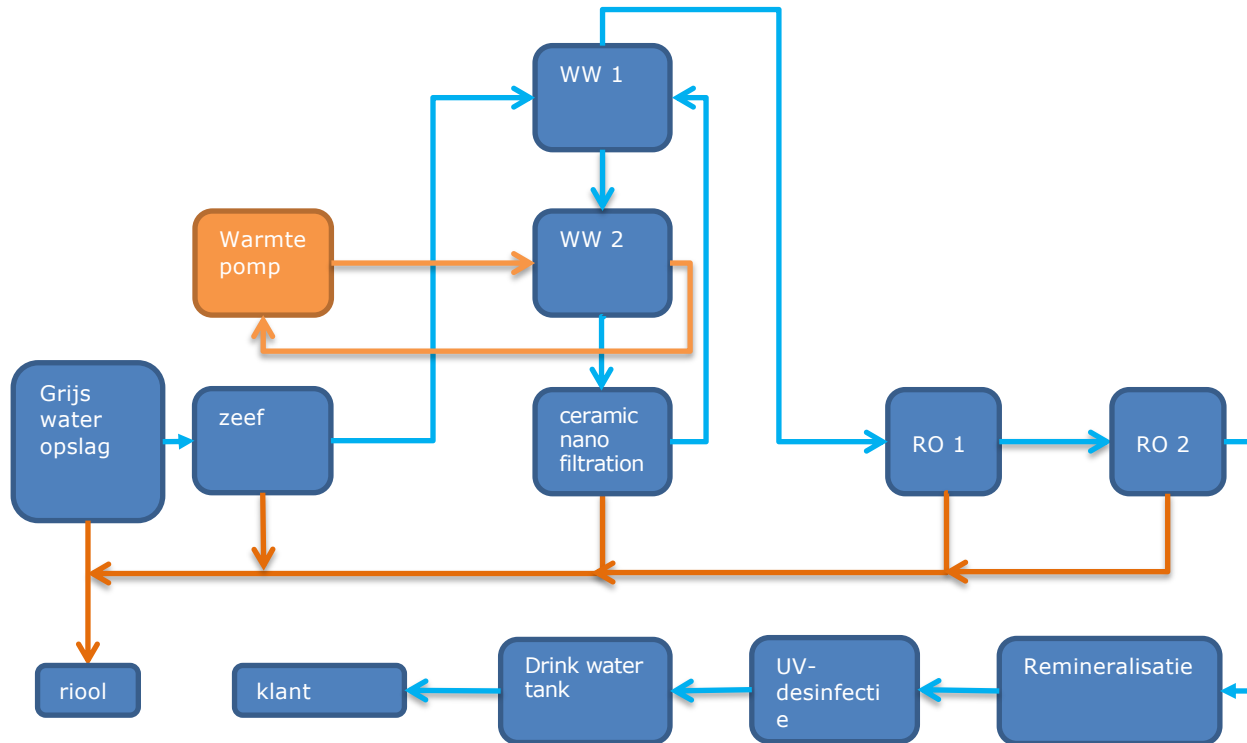 WW 1
WW 2
Warmte
pomp
Grijs
water
opslag
zeef
ceramic
nano
filtration
RO 1
RO 2
riool
klant
Drink water
tank
UV-
desinfecti
e
Remineralisatie